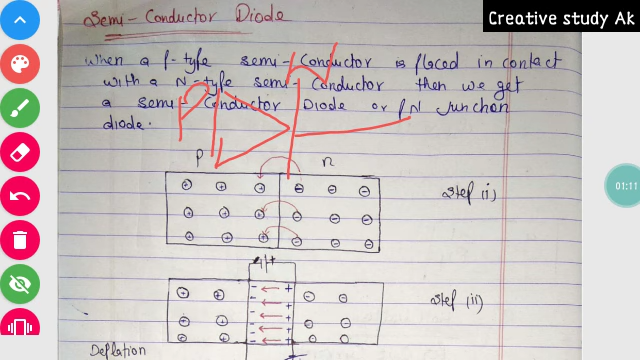 Creative study Ak
Semi-Conductor Diode
When a P-type semi-Conductor is placed in contact
with a N-type semi-Conductor then we get
a semi-Conductor Diode or PN Junction
diode.
P n
Step (i)
01:11
Step (ii)
Deflation